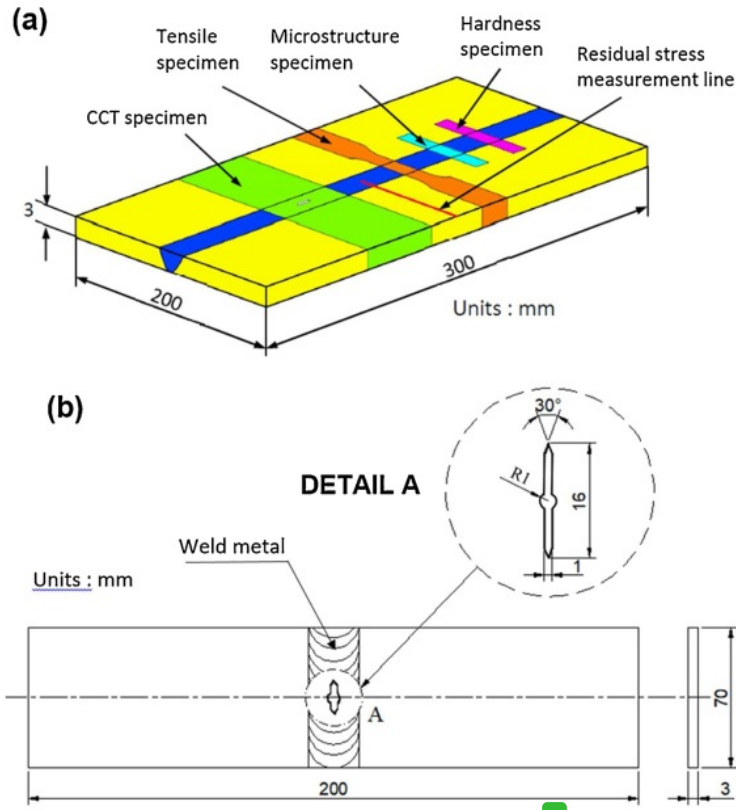 (a)
Tensile
specimen
Microstructure
specimen
Hardness
specimen
Residual stress
measurement line
CCT specimen
3
200
300
Units : mm
(b)
30°
DETAIL A
R1
16
1
Weld metal
Units : mm
A
70
200
3